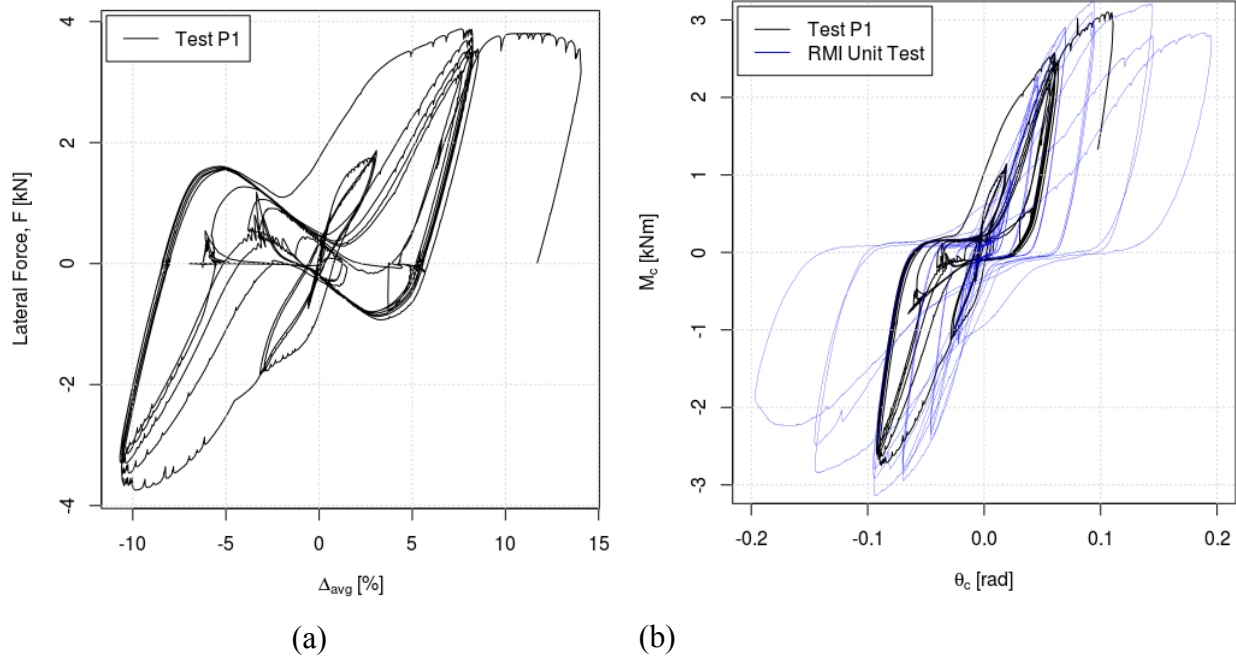 Test P1
4
2
0
-2
-4
Lateral Force, F [kN]
-10
-5
0
5
10
15
Δavg [%]
(a)
Test P1
RMI Unit Test
3
2
1
0
-1
-2
-3
Mc [kNm]
-0.2
-0.1
0.0
0.1
0.2
θc [rad]
(b)